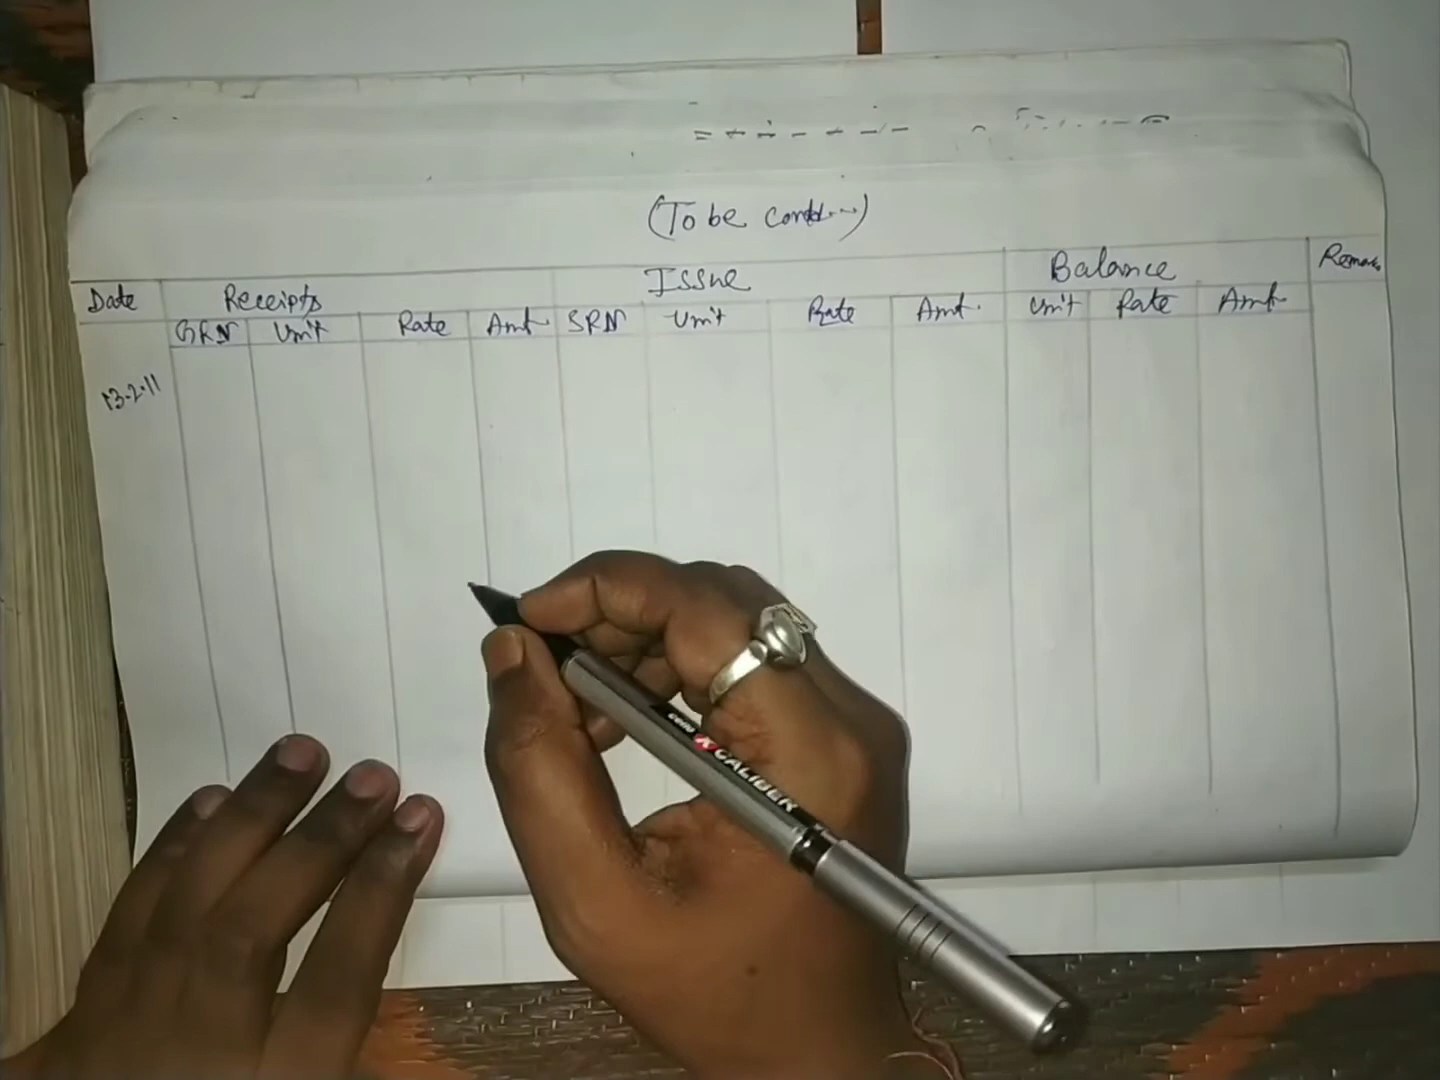 (To be contd...)
Date Receipts Issue Balance Remarks
GRN Unit Rate Amt SRN Unit Rate Amt. Unit Rate Amt
13-2-11
cello CALIBER